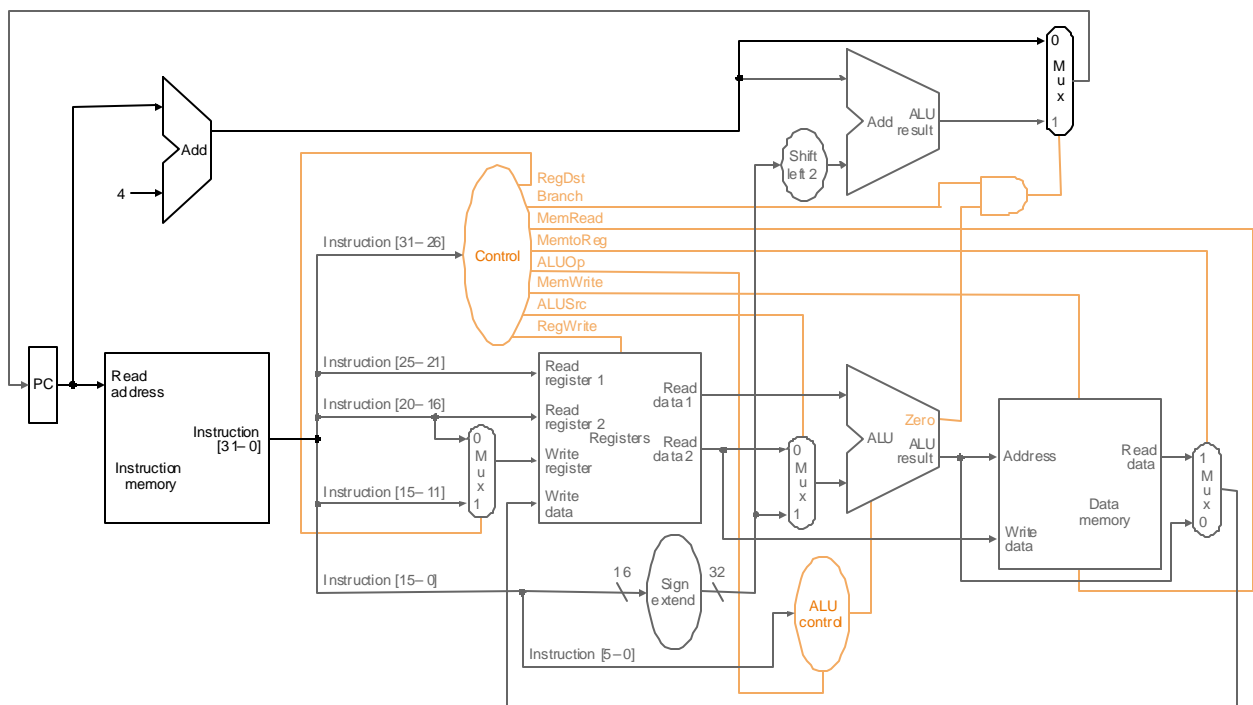 0
M
u
x
1
Add
ALU
result
Shift
left 2
Add
4
RegDst
Branch
MemRead
MemtoReg
ALUOp
MemWrite
ALUSrc
RegWrite
Control
Instruction [31–26]
PC
Read
address
Instruction
[31–0]
Instruction
memory
Instruction [25–21]
Instruction [20–16]
Instruction [15–11]
Instruction [15–0]
Instruction [5–0]
0
M
u
x
1
Read
register 1
Read
register 2
Write
register
Write
data
Registers
Read
data 1
Read
data 2
0
M
u
x
1
Zero
ALU
ALU
result
Address
Write
data
Read
data
Data
memory
1
M
u
x
0
16
Sign
extend
32
ALU
control